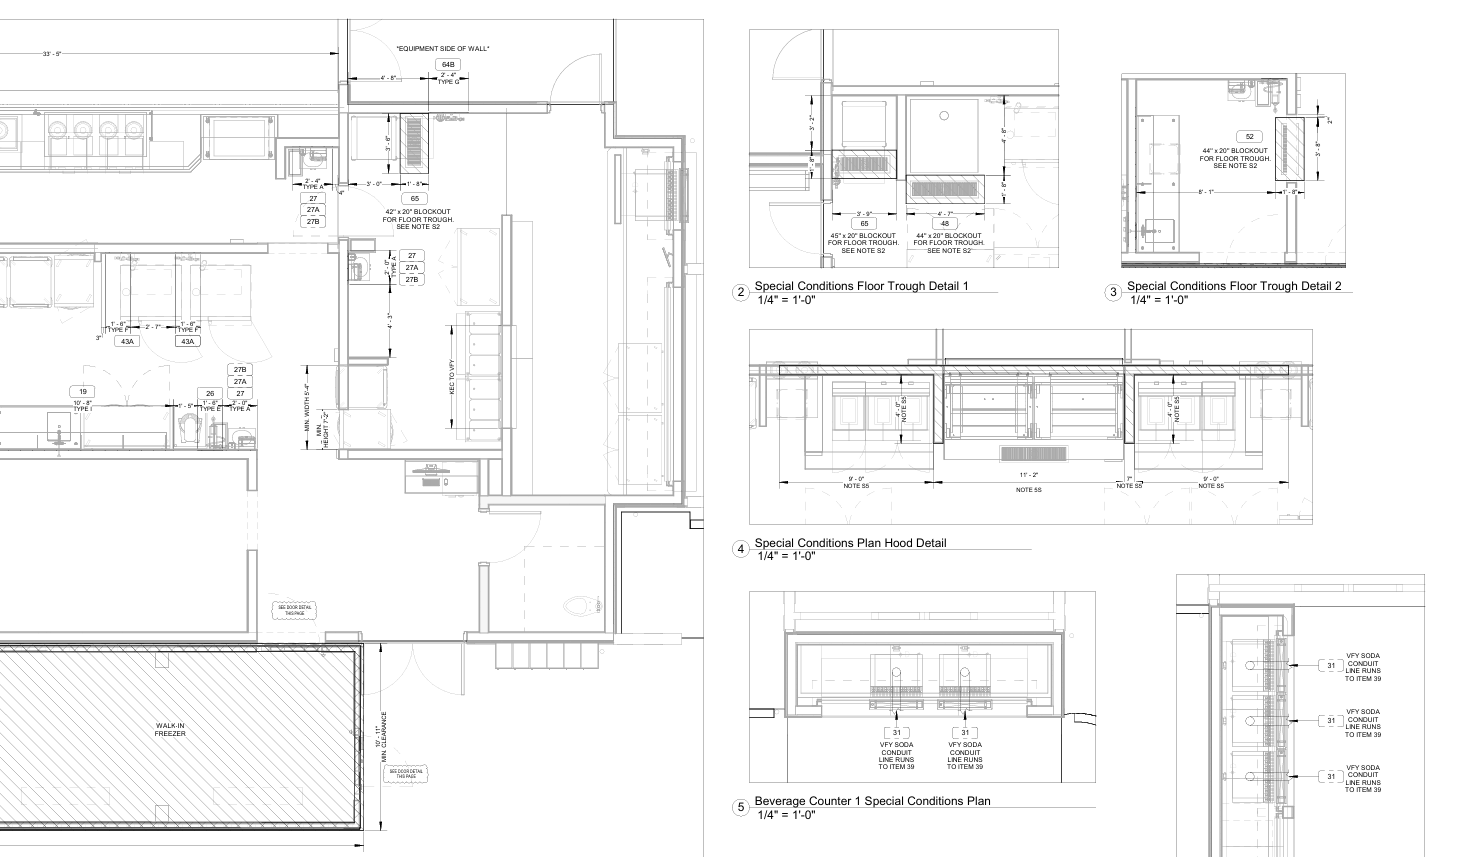 33' - 5"
"EQUIPMENT SIDE OF WALL"
64B
4' - 8"
2' - 4"
TYPE G
3' - 6"
2' - 4"
TYPE A
4"
3' - 0"
1' - 8"
27
27A
27B
65
42" x 20" BLOCKOUT
FOR FLOOR TROUGH.
SEE NOTE S2
27
27A
27B
2' - 0"
TYPE A
4' - 3"
1' - 6"
TYPE F
2' - 7"
1' - 6"
TYPE F
3"
43A
43A
KEC TO VFY
27B
27A
27
19
26
10' - 8"
TYPE I
1' - 5"
1' - 6"
TYPE E
2' - 0"
TYPE A
MIN. WIDTH 5'-4"
MIN.
HEIGHT 7'-2"
SEE DOOR DETAIL
THIS PAGE
WALK-IN
FREEZER
10' - 11"
MIN. CLEARANCE
SEE DOOR DETAIL
THIS PAGE
3' - 2"
1' - 8"
4' - 8"
1' - 8"
3' - 9"
4' - 7"
65
48
45" x 20" BLOCKOUT
FOR FLOOR TROUGH.
SEE NOTE S2
44" x 20" BLOCKOUT
FOR FLOOR TROUGH.
SEE NOTE S2
2
Special Conditions Floor Trough Detail 1
1/4" = 1'-0"
52
44" x 20" BLOCKOUT
FOR FLOOR TROUGH.
SEE NOTE S2
2"
3' - 8"
8' - 1"
1' - 8"
3
Special Conditions Floor Trough Detail 2
1/4" = 1'-0"
4' - 0"
NOTE S5
4' - 0"
NOTE S5
9' - 0"
NOTE S5
11' - 2"
NOTE 5S
7"
NOTE S5
9' - 0"
NOTE S5
4
Special Conditions Plan Hood Detail
1/4" = 1'-0"
31
31
VFY SODA
CONDUIT
LINE RUNS
TO ITEM 39
VFY SODA
CONDUIT
LINE RUNS
TO ITEM 39
5
Beverage Counter 1 Special Conditions Plan
1/4" = 1'-0"
31
VFY SODA
CONDUIT
LINE RUNS
TO ITEM 39
31
VFY SODA
CONDUIT
LINE RUNS
TO ITEM 39
31
VFY SODA
CONDUIT
LINE RUNS
TO ITEM 39